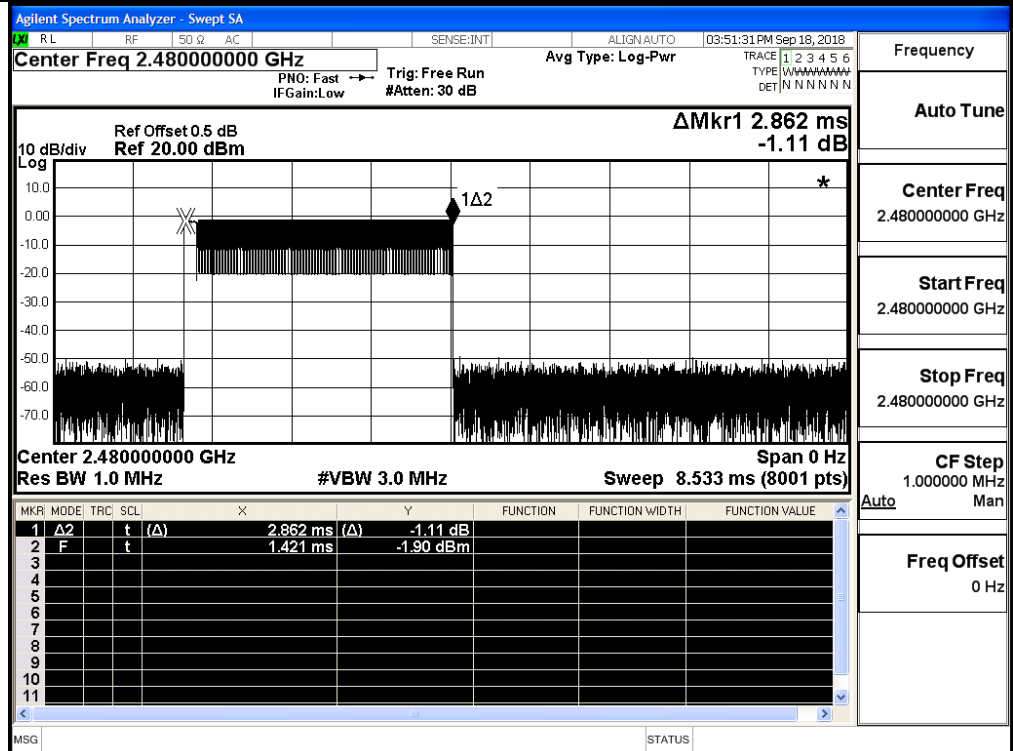 Agilent Spectrum Analyzer - Swept SA
LXI RL RF 50 Ω AC SENSE:INT ALIGN AUTO 03:51:31 PM Sep 18, 2018
Center Freq 2.480000000 GHz
PNO: Fast
IFGain:Low
Trig: Free Run
#Atten: 30 dB
Avg Type: Log-Pwr
TRACE 1 2 3 4 5 6
TYPE W
DET N N N N N N
ΔMkr1 2.862 ms
-1.11 dB
Ref Offset 0.5 dB
10 dB/div Ref 20.00 dBm
Log
10.0
0.00
-10.0
-20.0
-30.0
-40.0
-50.0
-60.0
-70.0
1Δ2
*
Center 2.480000000 GHz Span 0 Hz
Res BW 1.0 MHz #VBW 3.0 MHz Sweep 8.533 ms (8001 pts)
MKR MODE TRC SCL X Y FUNCTION FUNCTION WIDTH FUNCTION VALUE
1 Δ2 t (Δ) 2.862 ms (Δ) -1.11 dB
2 F t 1.421 ms -1.90 dBm
3
4
5
6
7
8
9
10
11
MSG STATUS
Frequency
Auto Tune
Center Freq
2.480000000 GHz
Start Freq
2.480000000 GHz
Stop Freq
2.480000000 GHz
CF Step
1.000000 MHz
Auto Man
Freq Offset
0 Hz